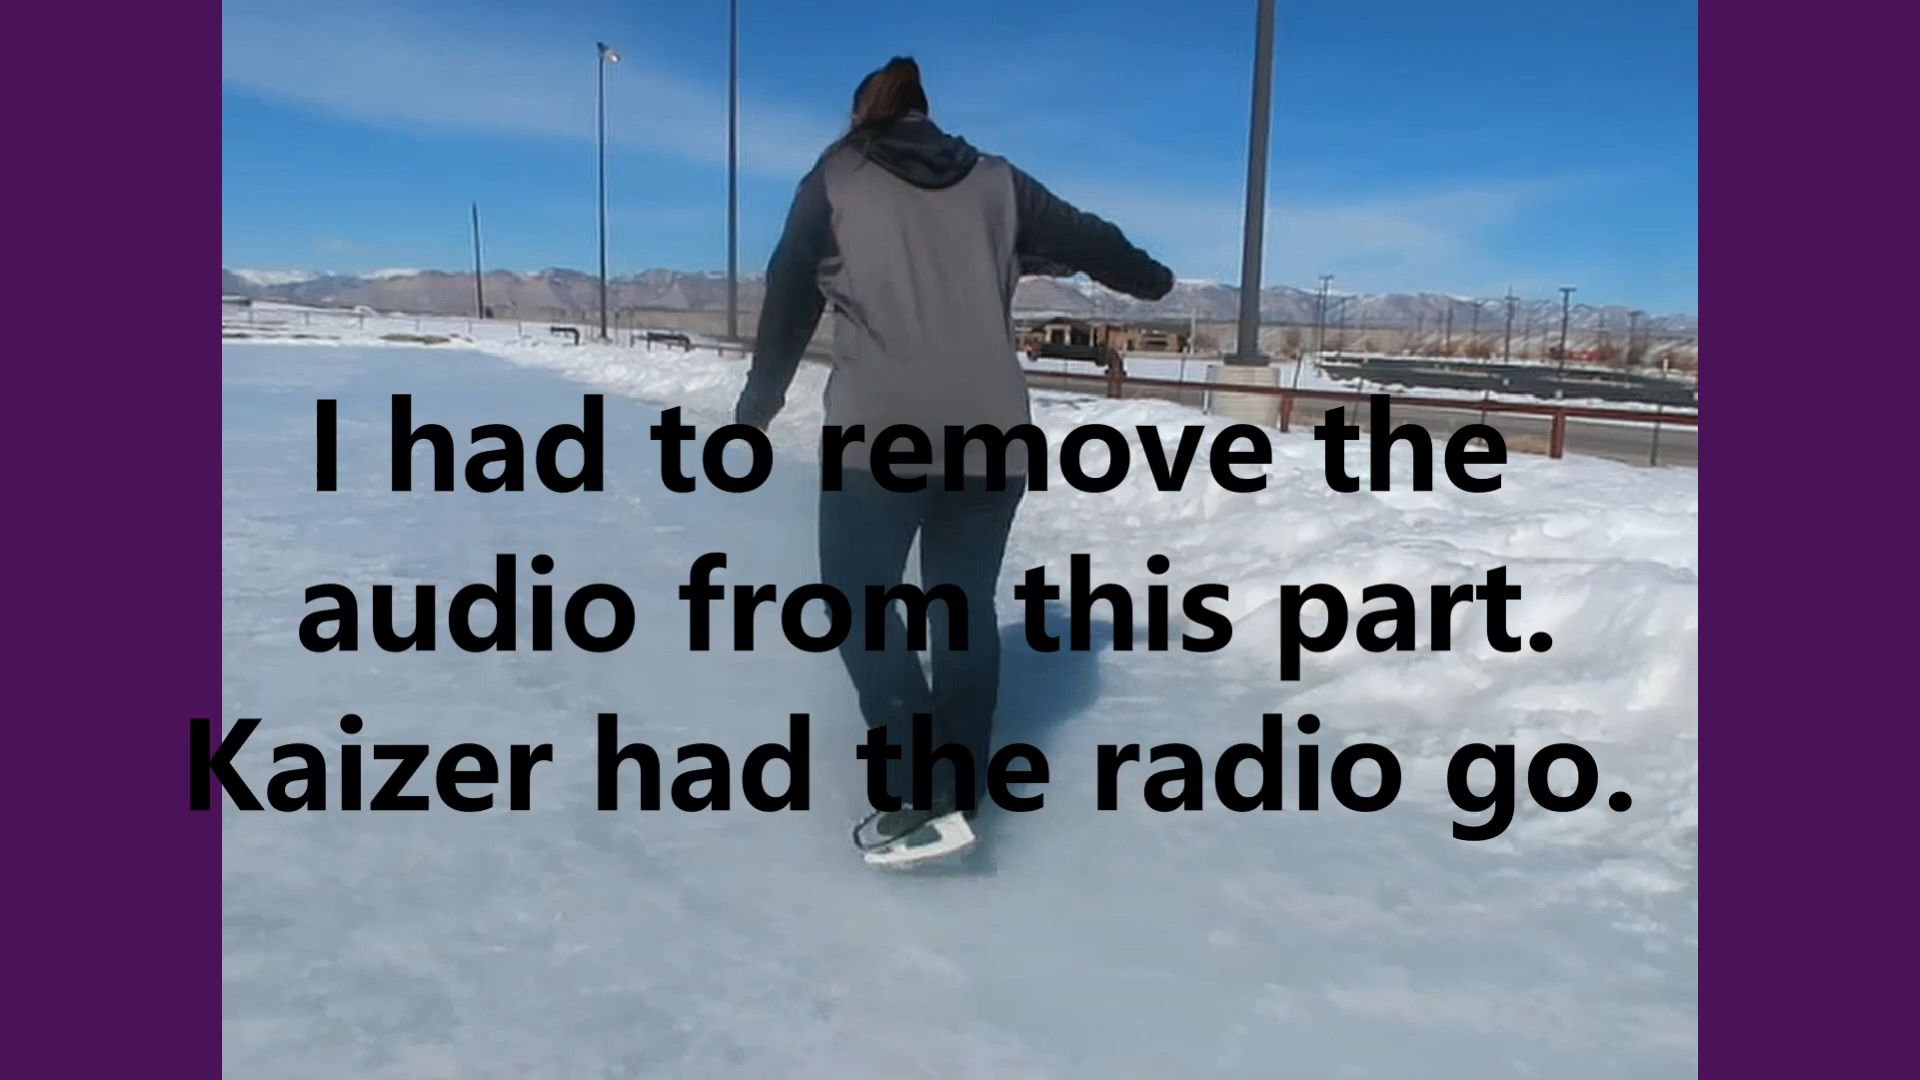 I had to remove the
audio from this part.
Kaizer had the radio go.